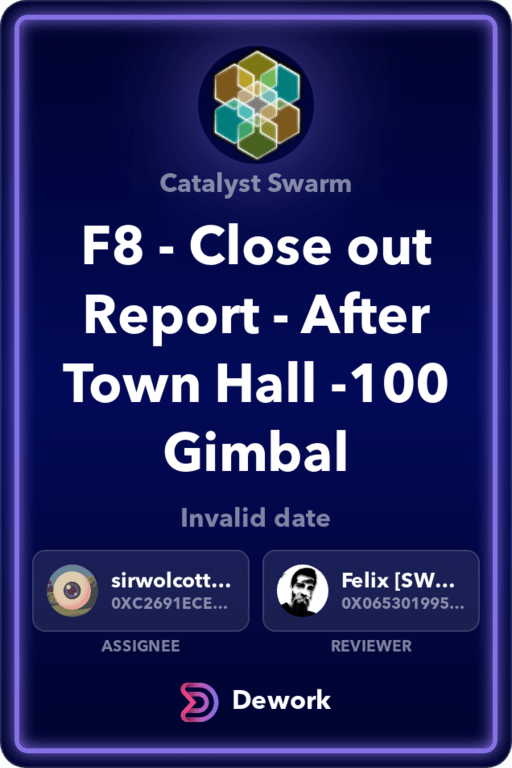 Catalyst Swarm
F8 - Close out
Report - After
Town Hall -100
Gimbal
Invalid date
sirwolcott...
0XC2691ECE...
Felix [SW...
0X065301995...
ASSIGNEE
REVIEWER
Dework